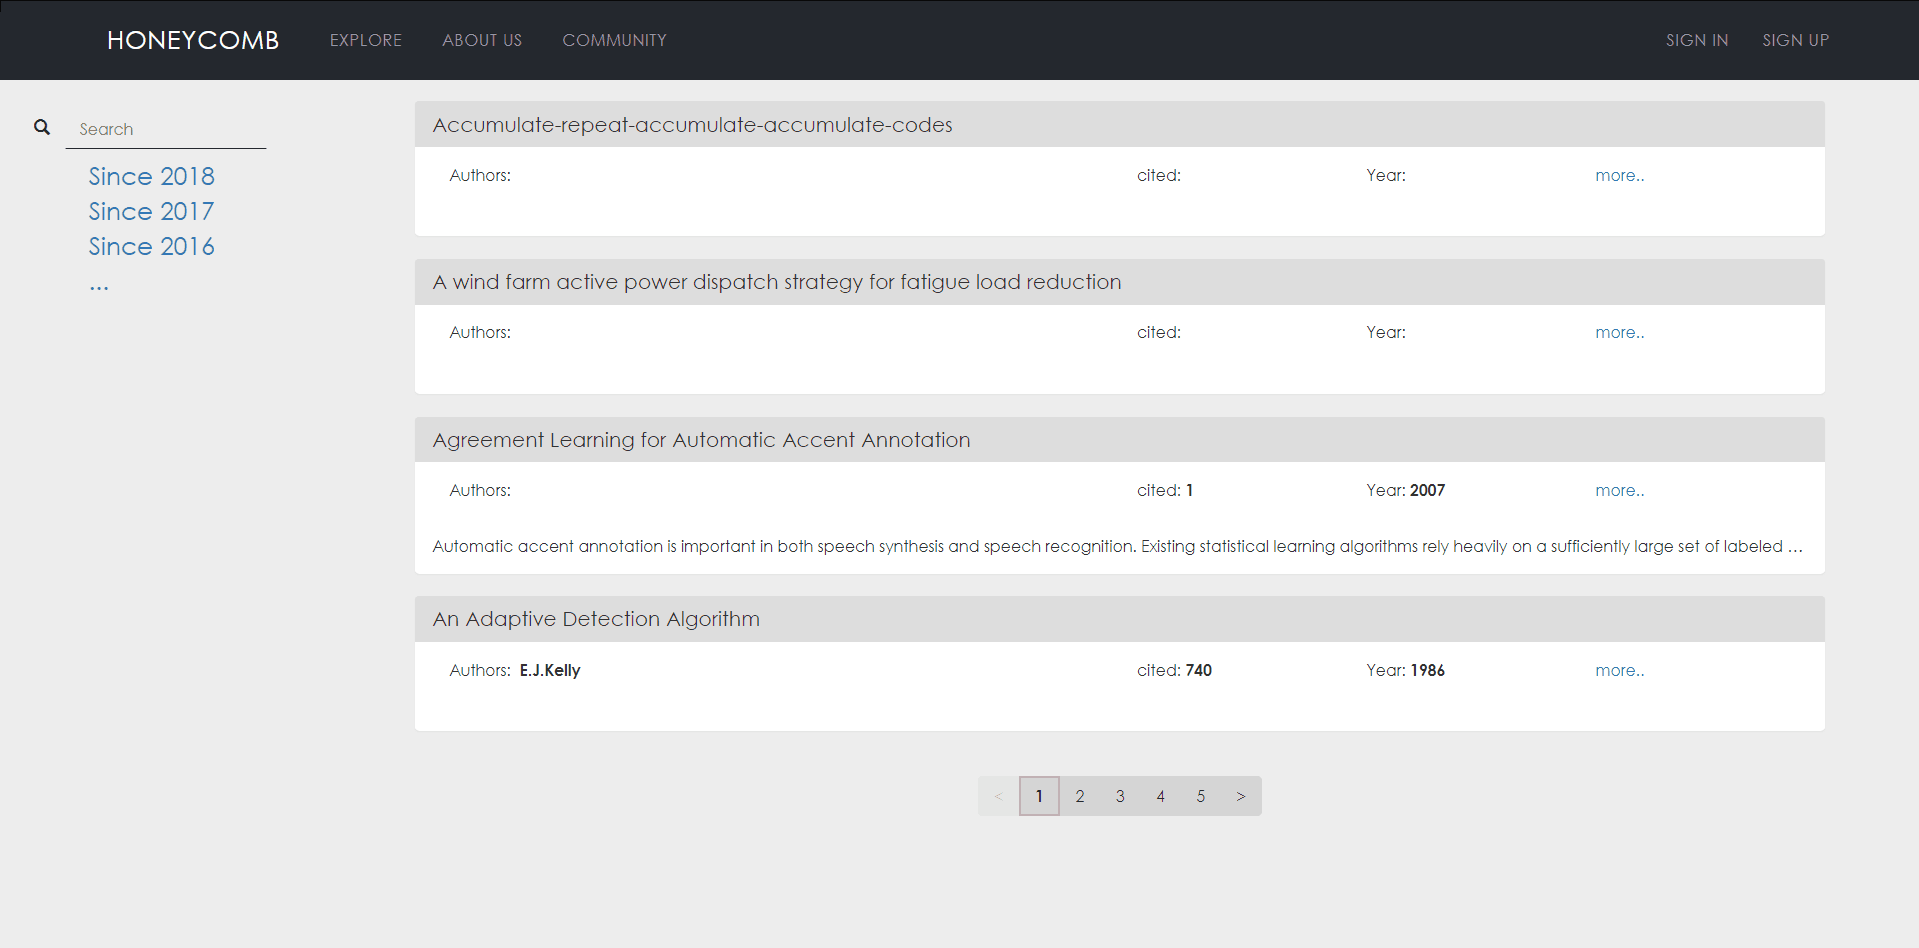 HONEYCOMB EXPLORE ABOUT US COMMUNITY SIGN IN SIGN UP
Search
Since 2018
Since 2017
Since 2016
...
Accumulate-repeat-accumulate-accumulate-codes
Authors: cited: Year: more..
A wind farm active power dispatch strategy for fatigue load reduction
Authors: cited: Year: more..
Agreement Learning for Automatic Accent Annotation
Authors: cited: 1 Year: 2007 more..
Automatic accent annotation is important in both speech synthesis and speech recognition. Existing statistical learning algorithms rely heavily on a sufficiently large set of labeled ...
An Adaptive Detection Algorithm
Authors: E.J.Kelly cited: 740 Year: 1986 more..
< 1 2 3 4 5 >